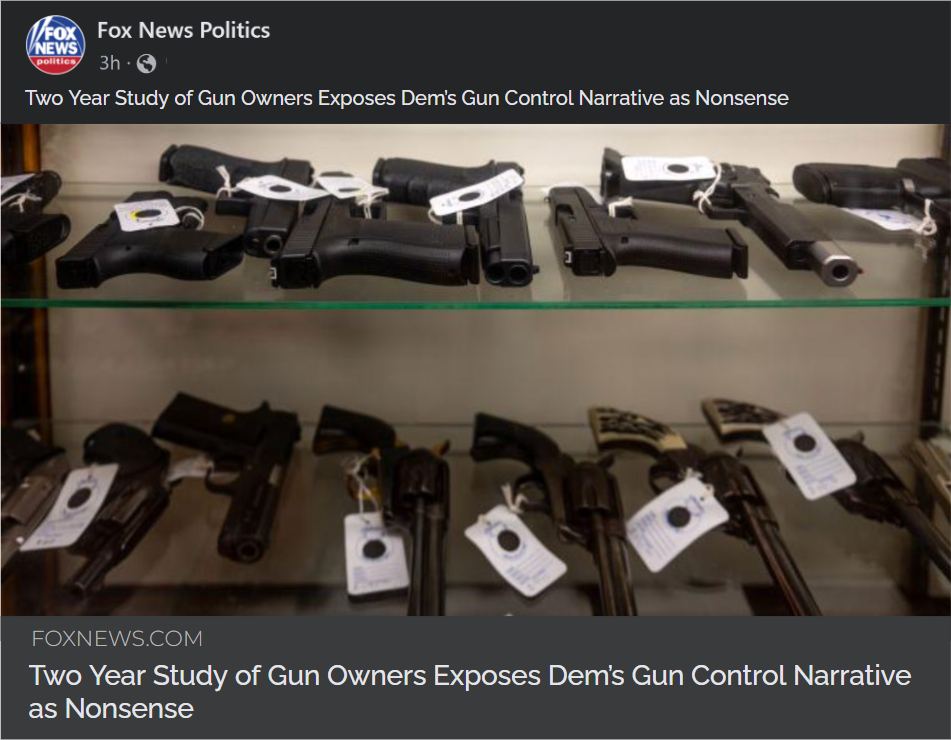 FOX
NEWS
politics
Fox News Politics
3h ·
Two Year Study of Gun Owners Exposes Dem's Gun Control Narrative as Nonsense
FOXNEWS.COM
Two Year Study of Gun Owners Exposes Dem's Gun Control Narrative
as Nonsense